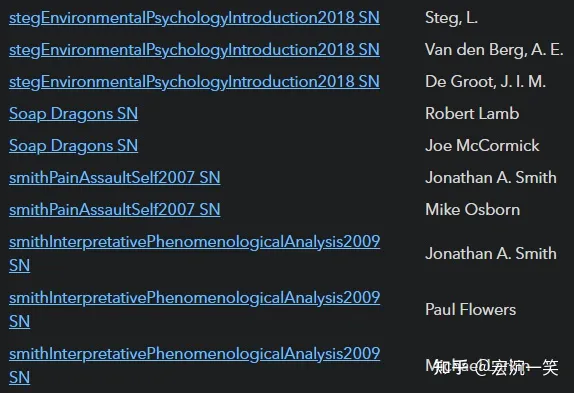 stegEnvironmentalPsychologyIntroduction2018 SN Steg, L.
stegEnvironmentalPsychologyIntroduction2018 SN Van den Berg, A. E.
stegEnvironmentalPsychologyIntroduction2018 SN De Groot, J. I. M.
Soap Dragons SN Robert Lamb
Soap Dragons SN Joe McCormick
smithPainAssaultSelf2007 SN Jonathan A. Smith
smithPainAssaultSelf2007 SN Mike Osborn
smithInterpretativePhenomenologicalAnalysis2009
SN
Jonathan A. Smith
smithInterpretativePhenomenologicalAnalysis2009
SN
Paul Flowers
smithInterpretativePhenomenologicalAnalysis2009
SN
知乎 @宏沉一笑